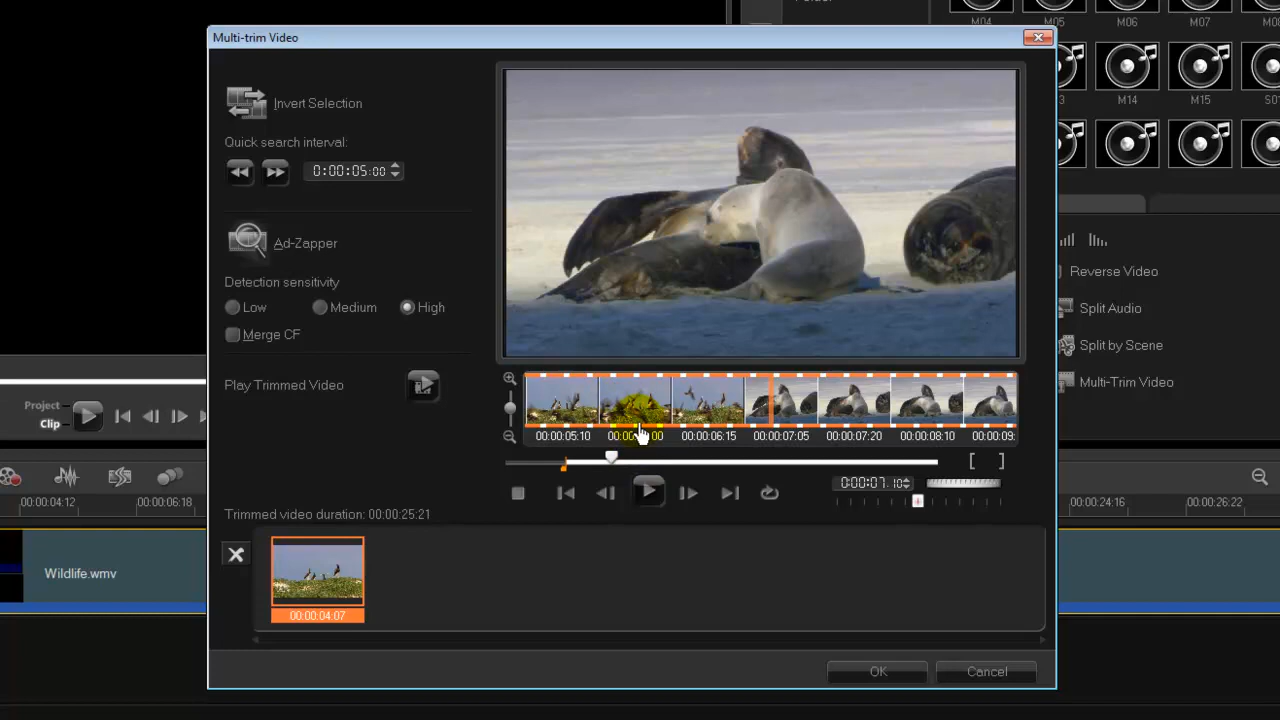 Folder
M04 M05 M06 M07
Multi-trim Video
Invert Selection
Quick search interval:
0:00:05:00
M14 M15
Ad-Zapper
Detection sensitivity
Low Medium High
Merge CF
Reverse Video
Split Audio
Split by Scene
Multi-Trim Video
Play Trimmed Video
Project
Clip
00:00:05:10 00:00:06:15 00:00:07:05 00:00:07:20 00:00:08:10 00:00:09:
[ ]
0:00:07.10
00:00:04:12 00:00:06:18 00:00:24:16 00:00:26:22
Trimmed video duration: 00:00:25:21
Wildlife.wmv
00:00:04:07
OK Cancel